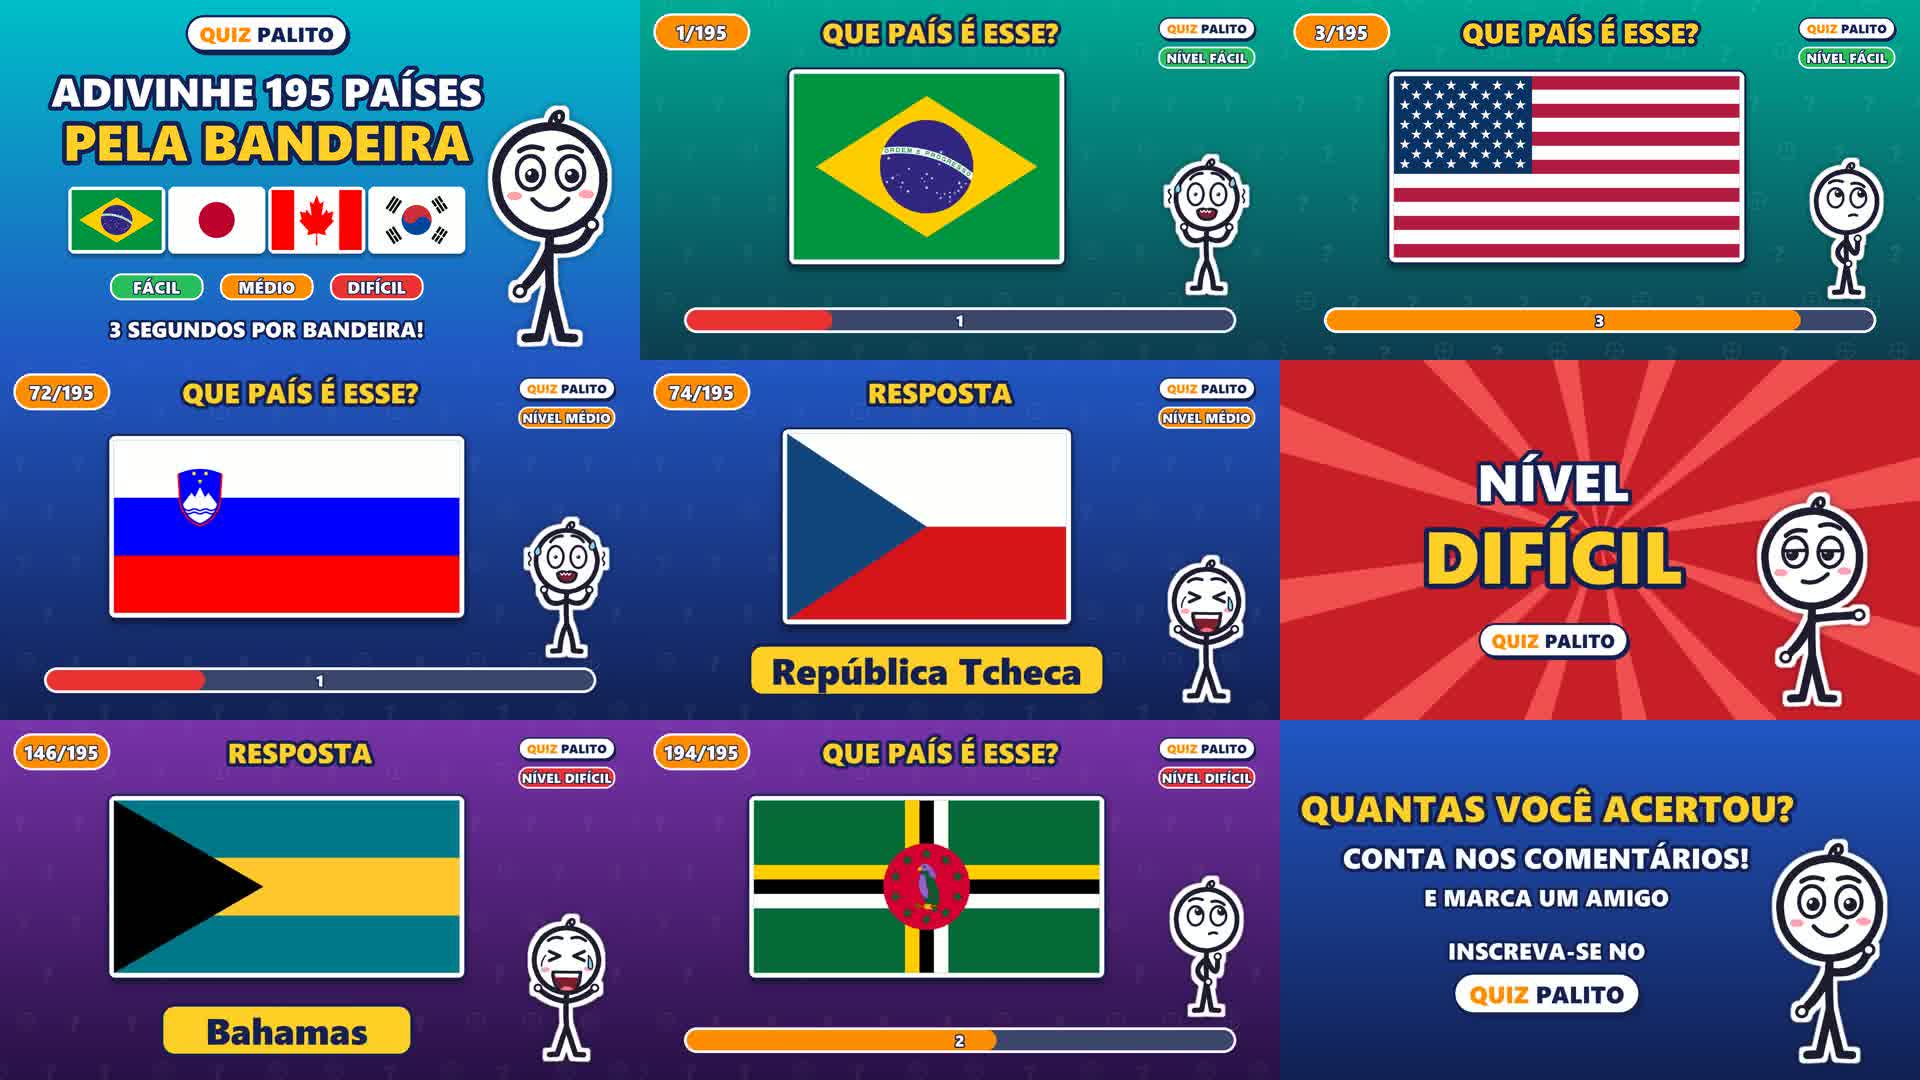 QUIZ PALITO
ADIVINHE 195 PAÍSES
PELA BANDEIRA
FÁCIL
MÉDIO
DIFÍCIL
3 SEGUNDOS POR BANDEIRA!
1/195
QUE PAÍS É ESSE?
QUIZ PALITO
NÍVEL FÁCIL
ORDEM E PROGRESSO
1
3/195
QUE PAÍS É ESSE?
QUIZ PALITO
NÍVEL FÁCIL
3
72/195
QUE PAÍS É ESSE?
QUIZ PALITO
NÍVEL MÉDIO
1
74/195
RESPOSTA
QUIZ PALITO
NÍVEL MÉDIO
República Tcheca
NÍVEL
DIFÍCIL
QUIZ PALITO
146/195
RESPOSTA
QUIZ PALITO
NÍVEL DIFÍCIL
Bahamas
194/195
QUE PAÍS É ESSE?
QUIZ PALITO
NÍVEL DIFÍCIL
2
QUANTAS VOCÊ ACERTOU?
CONTA NOS COMENTÁRIOS!
E MARCA UM AMIGO
INSCREVA-SE NO
QUIZ PALITO